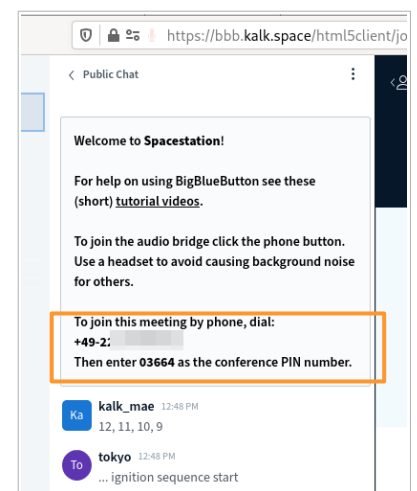 https://bbb.kalk.space/html5client/jo
Public Chat
Welcome to Spacestation!
For help on using BigBlueButton see these
(short) tutorial videos.
To join the audio bridge click the phone button.
Use a headset to avoid causing background noise
for others.
To join this meeting by phone, dial:
+49-22
Then enter 03664 as the conference PIN number.
Ka
kalk_mae 12:48 PM
12, 11, 10, 9
To
tokyo 12:48 PM
... ignition sequence start